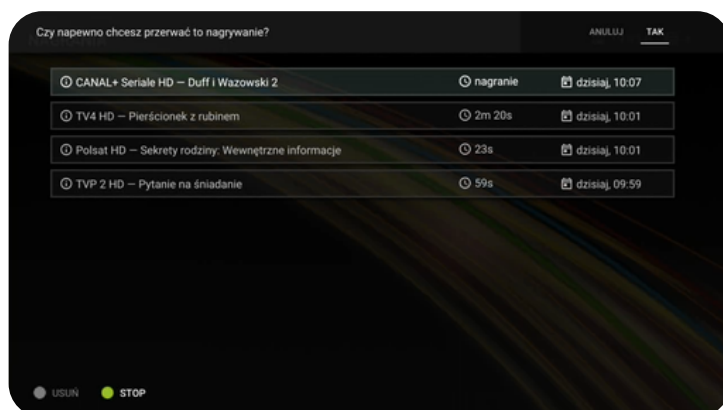 Czy napewno chcesz przerwać to nagrywanie? ANULUJ TAK
CANAL+ Seriale HD — Duff i Wazowski 2 nagranie dzisiaj, 10:07
TV4 HD — Pierścionek z rubinem 2m 20s dzisiaj, 10:01
Polsat HD — Sekrety rodziny: Wewnętrzne informacje 23s dzisiaj, 10:01
TVP 2 HD — Pytanie na śniadanie 59s dzisiaj, 09:59
USUŃ STOP